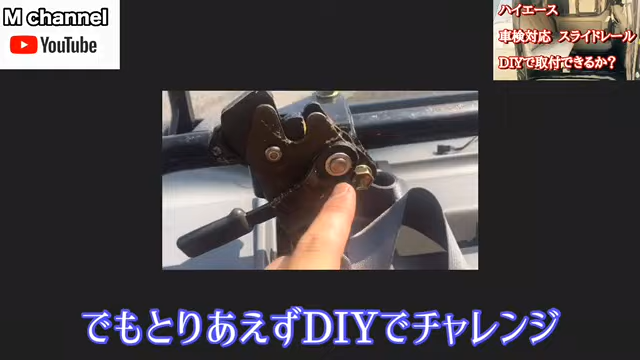 M channel
YouTube
ハイエース
車検対応 スライドレール
DIYで取付できるか?
でもとりあえずDIYでチャレンジ